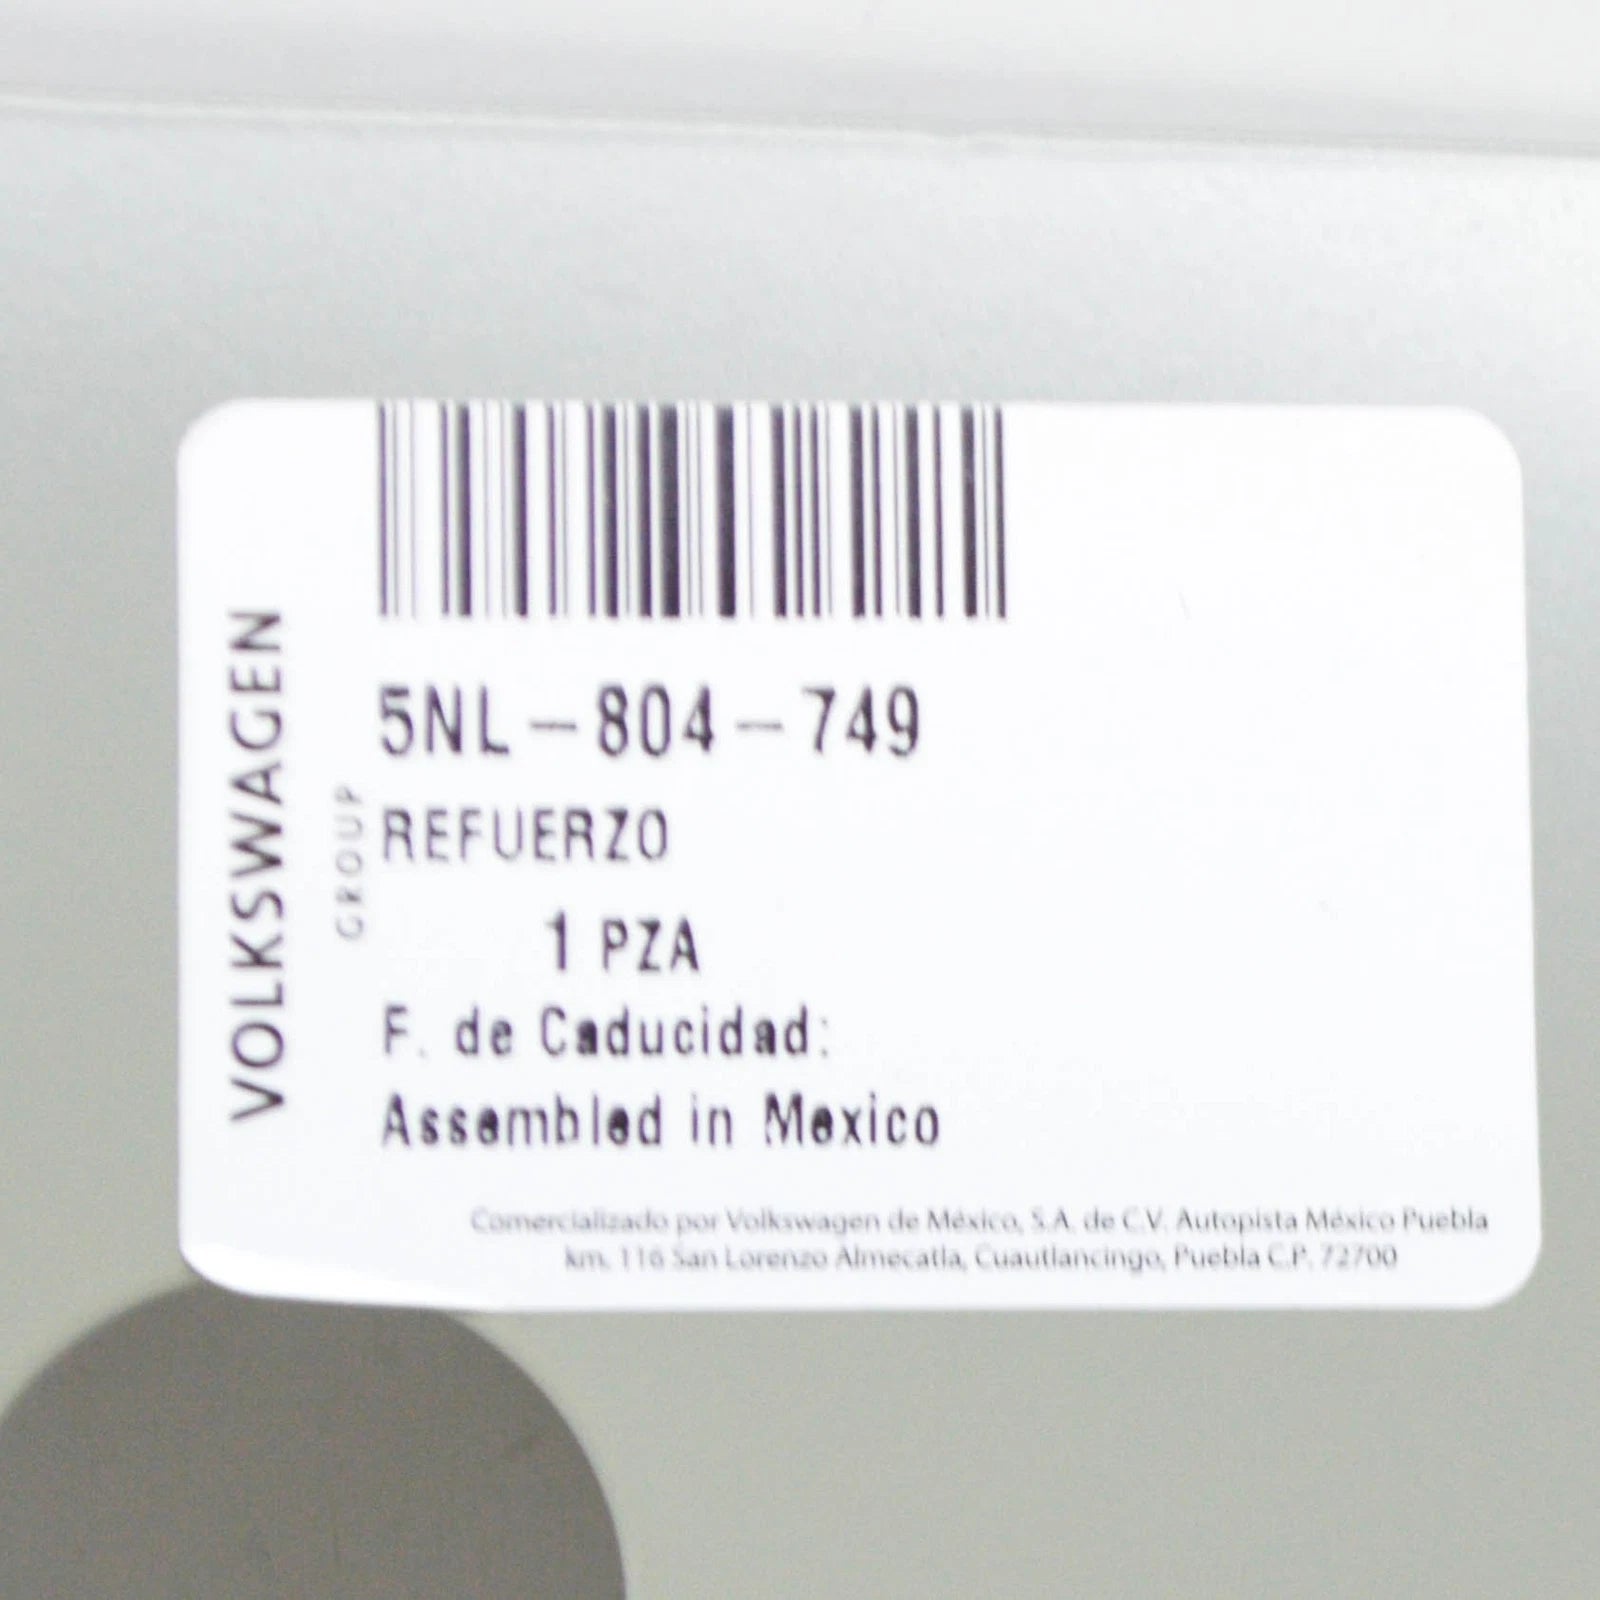 VOLKSWAGEN
GROUP
5NL-804-749
REFUERZO
1 PZA
F. de Caducidad:
Assembled in Mexico
Comercializado por Volkswagen de México, S.A. de C.V. Autopista México Puebla
km. 116 San Lorenzo Almecatla, Cuautlancingo, Puebla C.P. 72700